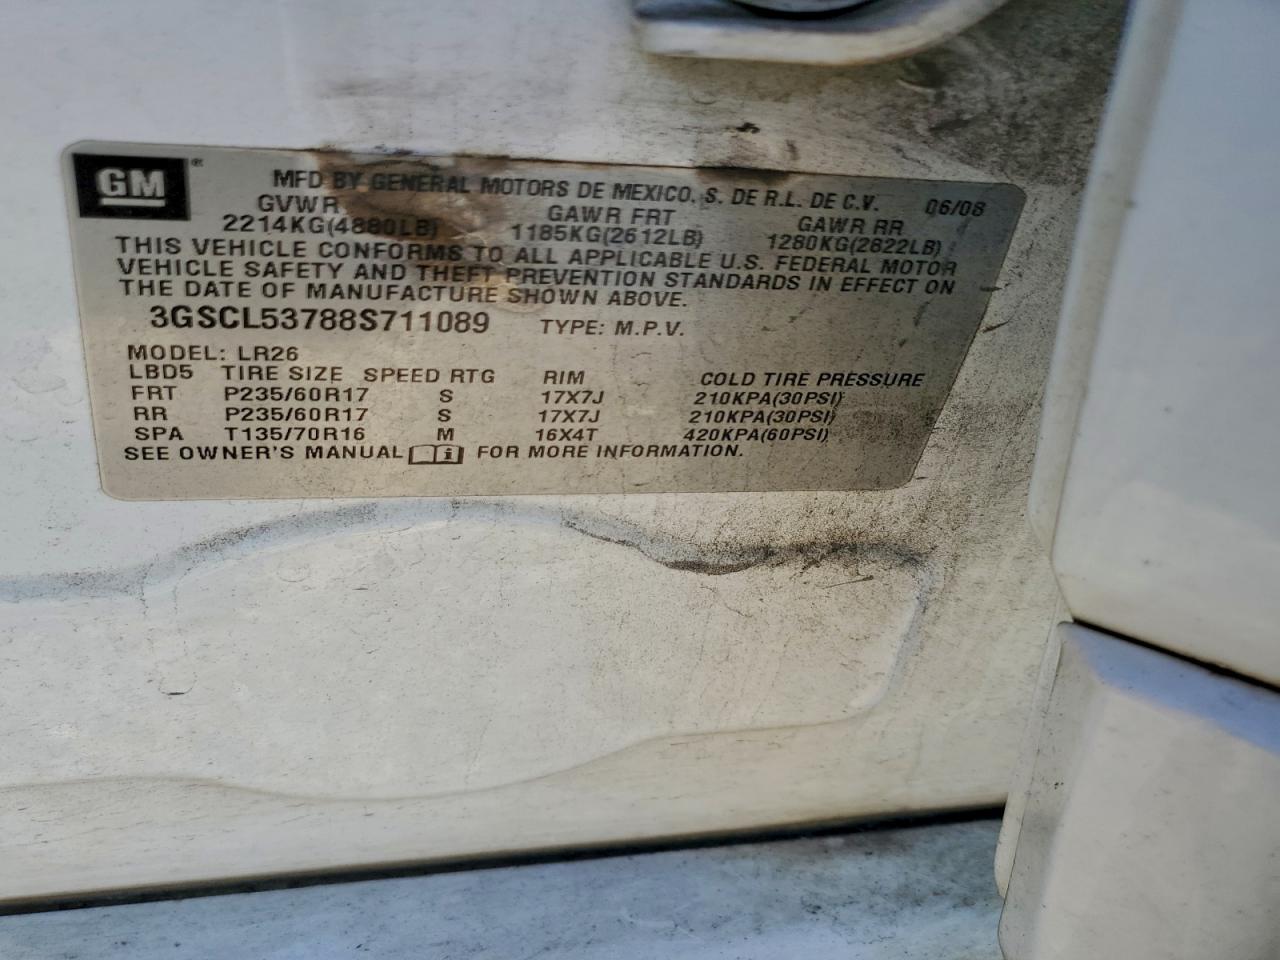 GM ®
MFD BY GENERAL MOTORS DE MEXICO, S. DE R.L. DE C.V. 06/08
GVWR GAWR FRT GAWR RR
2214KG(4880LB) 1185KG(2612LB) 1280KG(2822LB)
THIS VEHICLE CONFORMS TO ALL APPLICABLE U.S. FEDERAL MOTOR
VEHICLE SAFETY AND THEFT PREVENTION STANDARDS IN EFFECT ON
THE DATE OF MANUFACTURE SHOWN ABOVE.
3GSCL53788S711089 TYPE: M.P.V.
MODEL: LR26
LBD5 TIRE SIZE SPEED RTG RIM COLD TIRE PRESSURE
FRT P235/60R17 S 17X7J 210KPA(30PSI)
RR P235/60R17 S 17X7J 210KPA(30PSI)
SPA T135/70R16 M 16X4T 420KPA(60PSI)
SEE OWNER'S MANUAL i FOR MORE INFORMATION.